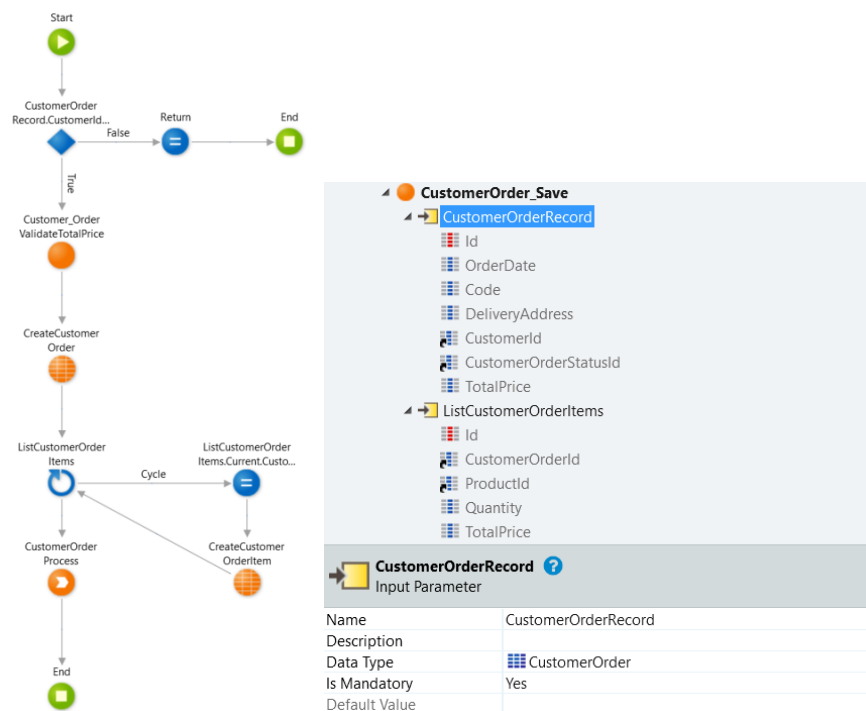 Start
CustomerOrder
Record.CustomerId...
False
Return
End
True
Customer_Order
ValidateTotalPrice
CreateCustomer
Order
ListCustomerOrder
Items
Cycle
ListCustomerOrder
Items.Current.Custo...
CustomerOrder
Process
CreateCustomer
OrderItem
End
CustomerOrder_Save
CustomerOrderRecord
Id
OrderDate
Code
DeliveryAddress
CustomerId
CustomerOrderStatusId
TotalPrice
ListCustomerOrderItems
Id
CustomerOrderId
ProductId
Quantity
TotalPrice
CustomerOrderRecord ?
Input Parameter
Name CustomerOrderRecord
Description
Data Type CustomerOrder
Is Mandatory Yes
Default Value